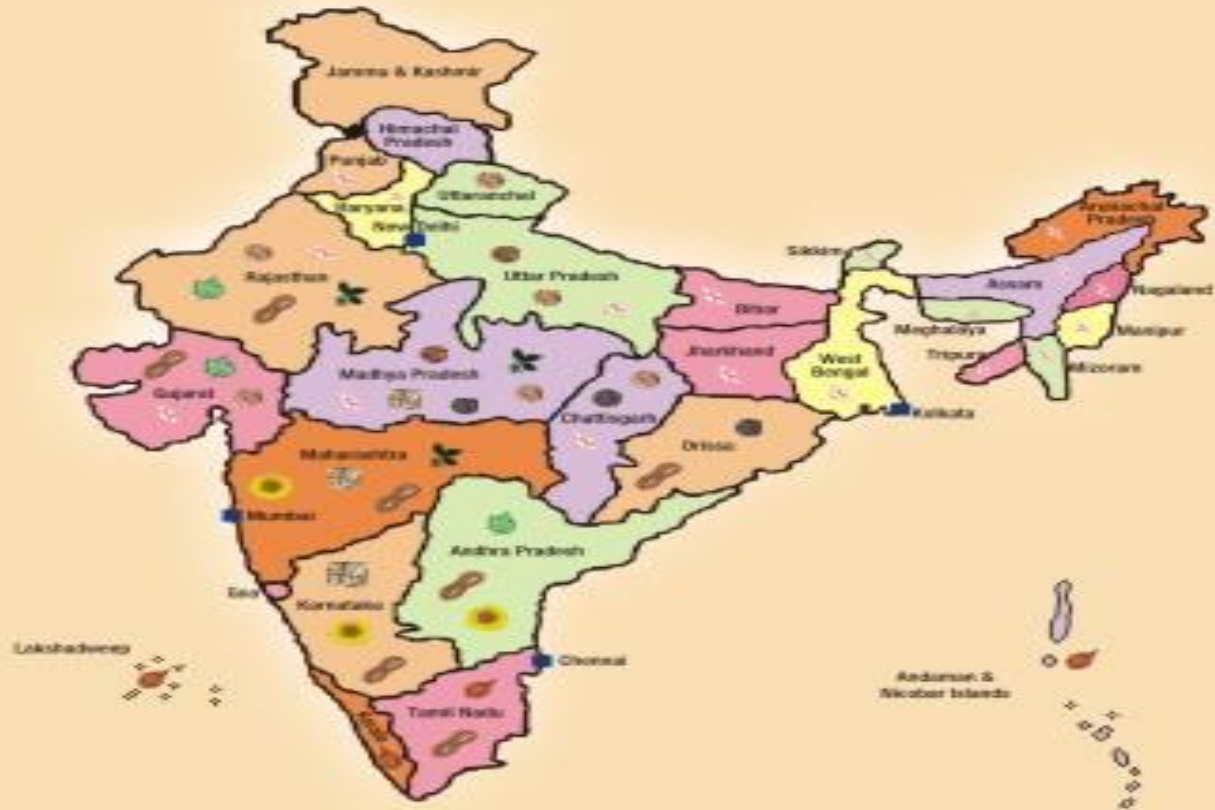 Jammu & Kashmir
Himachal
Pradesh
Punjab
Uttaranchal
Haryana
New Delhi
Rajasthan
Uttar Pradesh
Sikkim
Arunachal
Pradesh
Assam
Nagaland
Bihar
Meghalaya
Manipur
Tripura
Mizoram
Jharkhand
West
Bengal
Madhya Pradesh
Gujarat
Chattisgarh
Kolkata
Orissa
Maharashtra
Mumbai
Andhra Pradesh
Goa
Karnataka
Lakshadweep
Chennai
Andaman &
Nicobar Islands
Tamil Nadu
Kerala